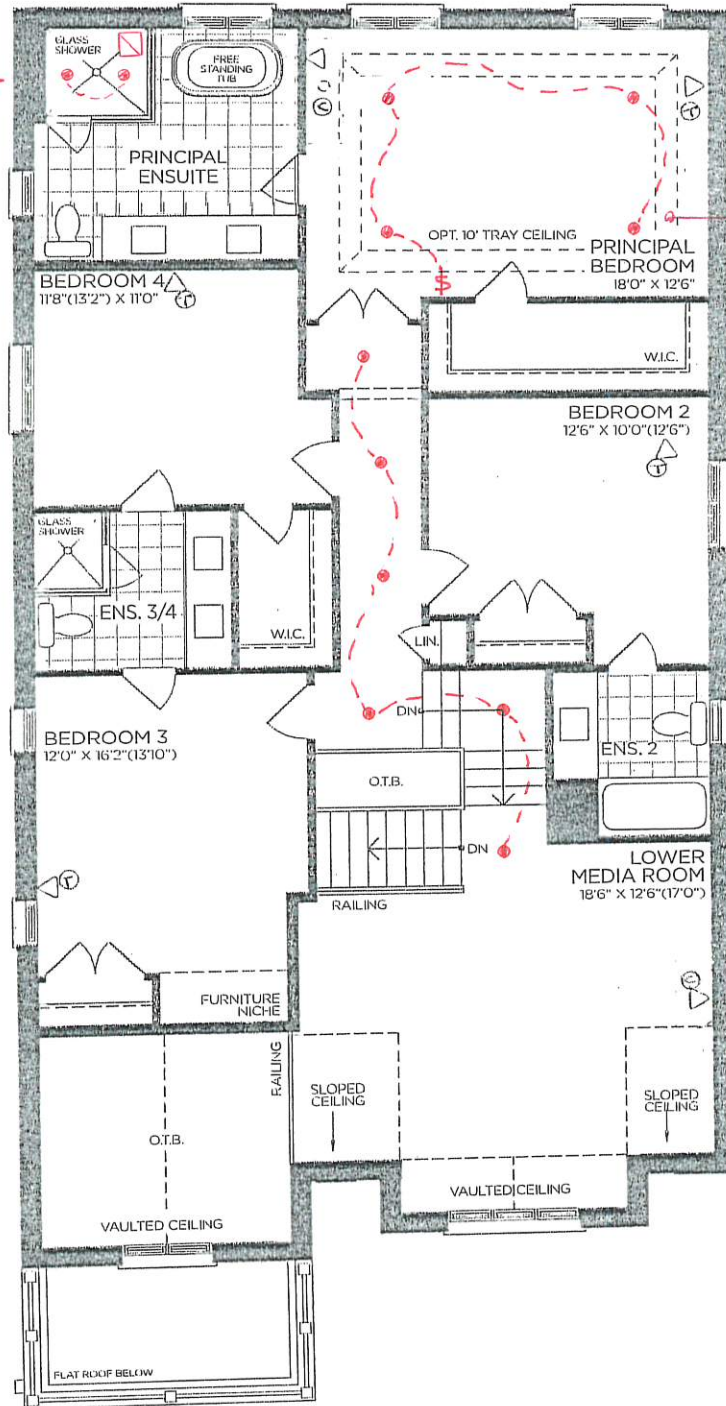 GLASS
SHOWER
FREE
STANDING
TUB
PRINCIPAL
ENSUITE
OPT. 10' TRAY CEILING
$
PRINCIPAL
BEDROOM
18'0" X 12'6"
BEDROOM 4
11'8"(13'2") X 11'0"
W.I.C.
BEDROOM 2
12'6" X 10'0"(12'6")
GLASS
SHOWER
ENS. 3/4
W.I.C.
LIN.
DN
BEDROOM 3
12'0" X 16'2"(13'10")
ENS. 2
O.T.B.
DN
LOWER
MEDIA ROOM
18'6" X 12'6"(17'0")
RAILING
FURNITURE
NICHE
RAILING
SLOPED
CEILING
SLOPED
CEILING
O.T.B.
VAULTED CEILING
VAULTED CEILING
FLAT ROOF BELOW